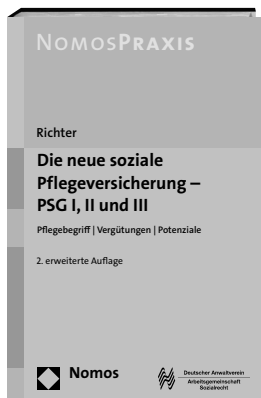 NOMOSPRAXIS
Richter
Die neue soziale
Pflegeversicherung –
PSG I, II und III
Pflegebegriff | Vergütungen | Potenziale
2. erweiterte Auflage
Nomos
Deutscher Anwaltverein
Arbeitsgemeinschaft
Sozialrecht